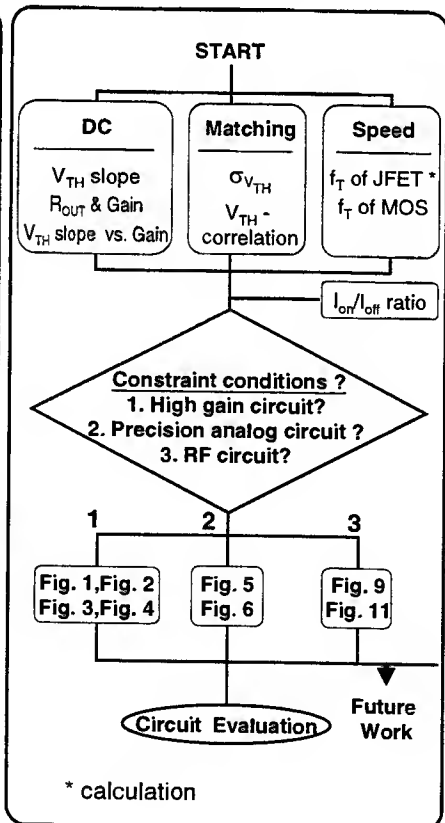 START
DC
V_TH slope
R_OUT & Gain
V_TH slope vs. Gain
Matching
σ_V_TH
V_TH -
correlation
Speed
f_T of JFET *
f_T of MOS
I_on/I_off ratio
Constraint conditions ?
1. High gain circuit?
2. Precision analog circuit ?
3. RF circuit?
1
2
3
Fig. 1,Fig. 2
Fig. 3,Fig. 4
Fig. 5
Fig. 6
Fig. 9
Fig. 11
Future
Work
Circuit Evaluation
* calculation